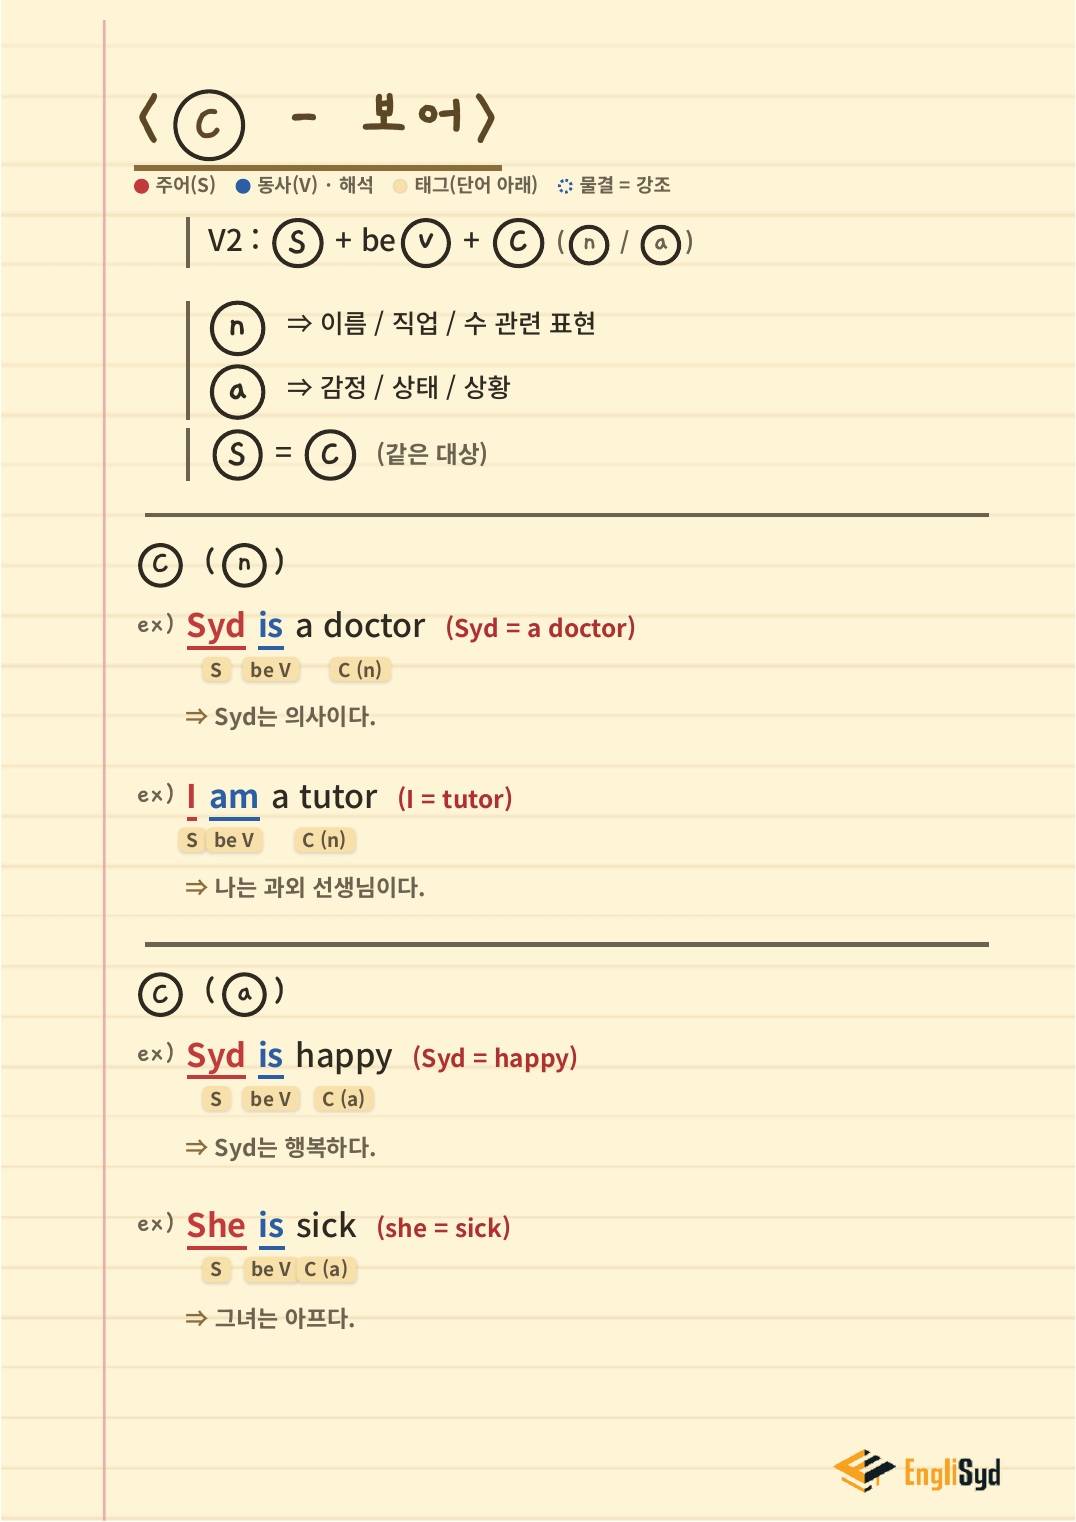 〈 C - 보어 〉
주어(S) 동사(V) · 해석 태그(단어 아래) 물결 = 강조
V2 : S + be V + C ( n / a )
n ⇒ 이름 / 직업 / 수 관련 표현
a ⇒ 감정 / 상태 / 상황
S = C (같은 대상)
C ( n )
ex) Syd is a doctor (Syd = a doctor)
S be V C (n)
⇒ Syd는 의사이다.
ex) I am a tutor (I = tutor)
S be V C (n)
⇒ 나는 과외 선생님이다.
C ( a )
ex) Syd is happy (Syd = happy)
S be V C (a)
⇒ Syd는 행복하다.
ex) She is sick (she = sick)
S be V C (a)
⇒ 그녀는 아프다.
EngliSyd